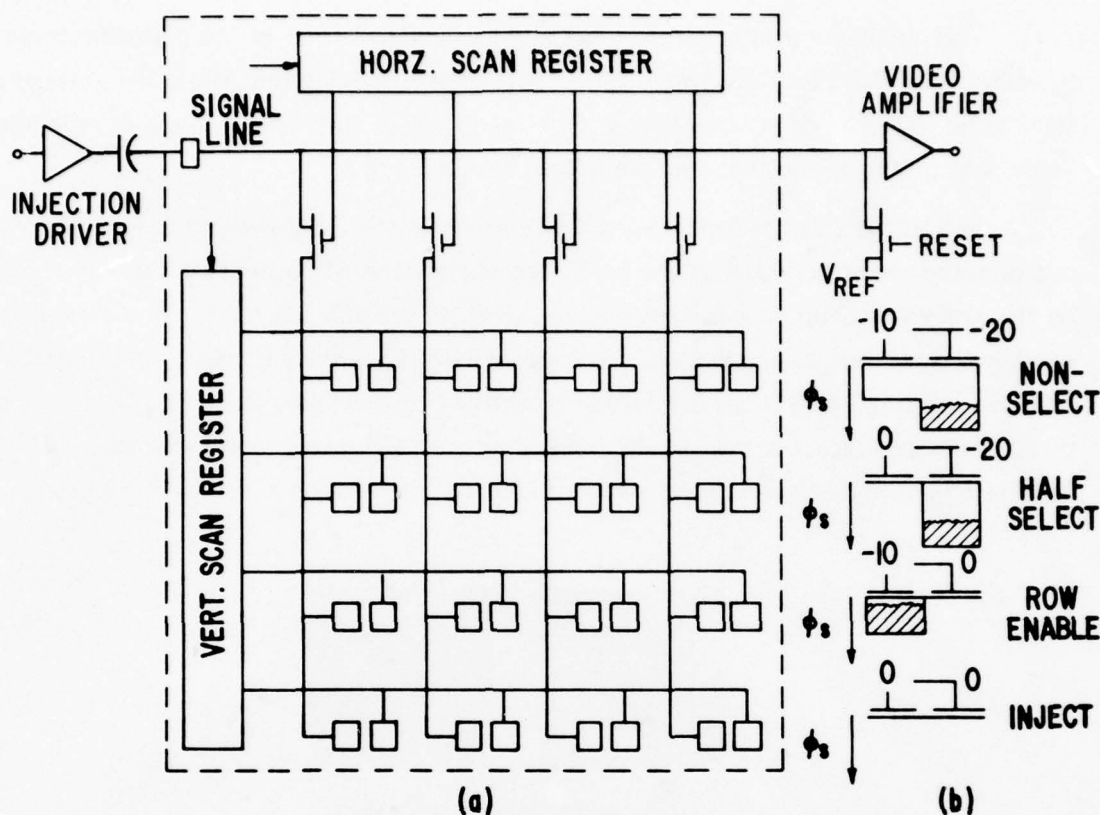 HORZ. SCAN REGISTER
SIGNAL
LINE
VIDEO
AMPLIFIER
INJECTION
DRIVER
RESET
VREF
VERT. SCAN REGISTER
-10
-20
ϕs
NON-
SELECT
0
-20
ϕs
HALF
SELECT
-10
0
ϕs
ROW
ENABLE
0
0
ϕs
INJECT
(a)
(b)